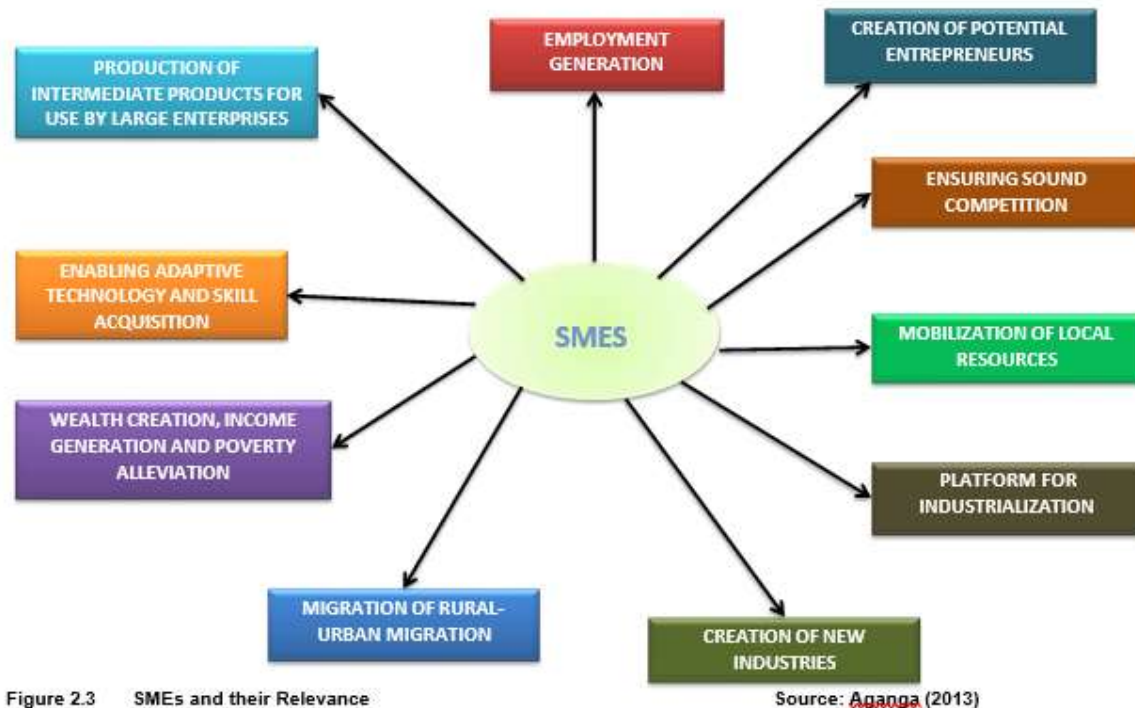 EMPLOYMENT
GENERATION
CREATION OF POTENTIAL
ENTREPRENEURS
PRODUCTION OF
INTERMEDIATE PRODUCTS FOR
USE BY LARGE ENTERPRISES
ENSURING SOUND
COMPETITION
ENABLING ADAPTIVE
TECHNOLOGY AND SKILL
ACQUISITION
SMES
MOBILIZATION OF LOCAL
RESOURCES
WEALTH CREATION, INCOME
GENERATION AND POVERTY
ALLEVIATION
PLATFORM FOR
INDUSTRIALIZATION
MIGRATION OF RURAL-
URBAN MIGRATION
CREATION OF NEW
INDUSTRIES
Figure 2.3 SMEs and their Relevance Source: Aganga (2013)